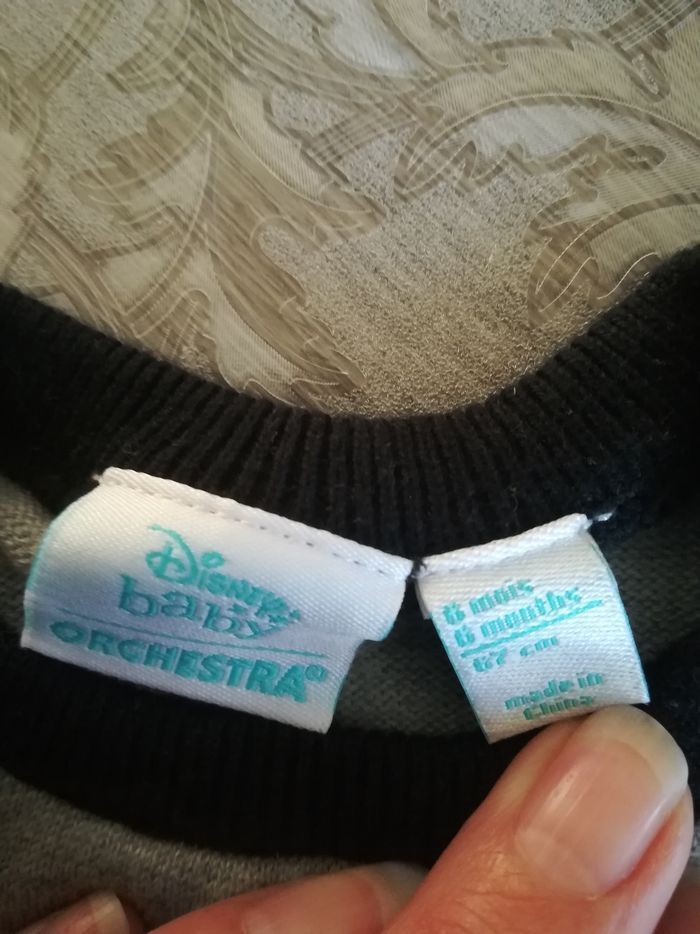 Disney
baby
ORCHESTRA®
6 mois
6 months
67 cm
made in
China